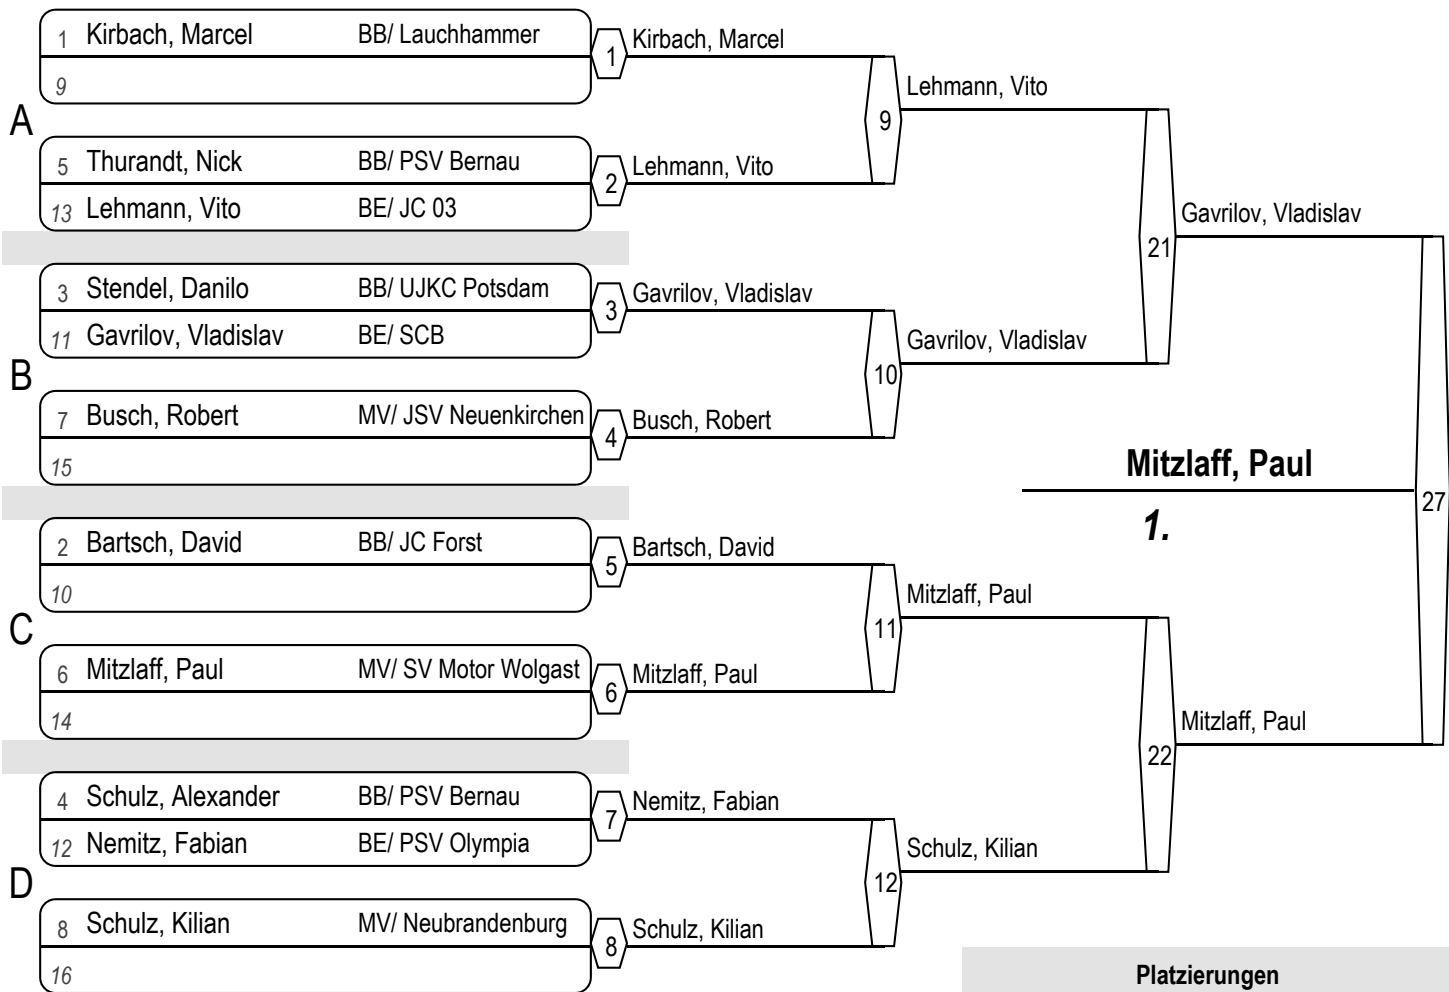 1 Kirbach, Marcel BB/ Lauchhammer
9
1
Kirbach, Marcel
A
5 Thurandt, Nick BB/ PSV Bernau
13 Lehmann, Vito BE/ JC 03
2
Lehmann, Vito
9
Lehmann, Vito
3 Stendel, Danilo BB/ UJKC Potsdam
11 Gavrilov, Vladislav BE/ SCB
3
Gavrilov, Vladislav
B
7 Busch, Robert MV/ JSV Neuenkirchen
15
4
Busch, Robert
10
Gavrilov, Vladislav
21
Gavrilov, Vladislav
2 Bartsch, David BB/ JC Forst
10
5
Bartsch, David
C
6 Mitzlaff, Paul MV/ SV Motor Wolgast
14
6
Mitzlaff, Paul
11
Mitzlaff, Paul
4 Schulz, Alexander BB/ PSV Bernau
12 Nemitz, Fabian BE/ PSV Olympia
7
Nemitz, Fabian
D
8 Schulz, Kilian MV/ Neubrandenburg
16
8
Schulz, Kilian
12
Schulz, Kilian
22
Mitzlaff, Paul
27
Mitzlaff, Paul
1.
Platzierungen